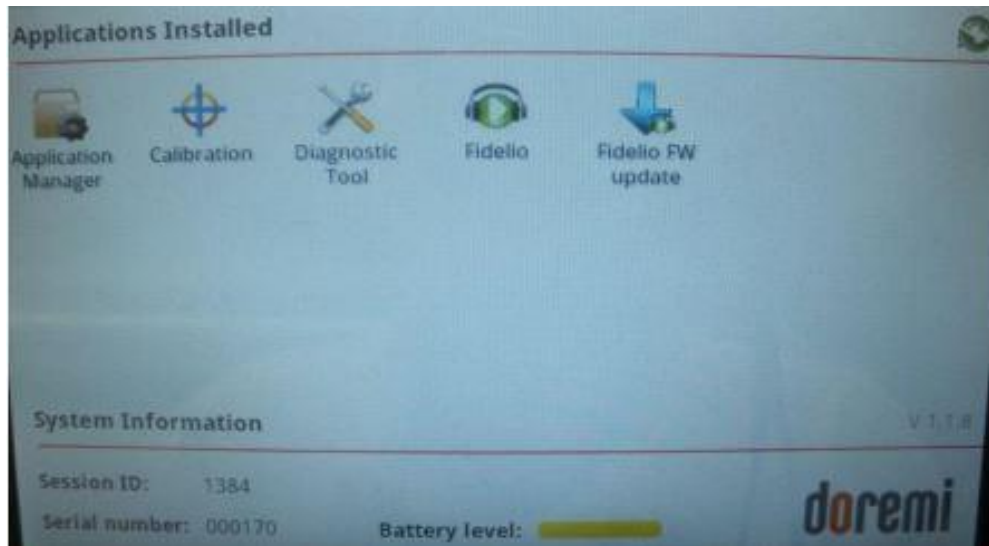 Applications Installed
Application
Manager
Calibration
Diagnostic
Tool
Fidelio
Fidelio FW
update
System Information
V 1.1.8
Session ID: 1384
Serial number: 000170
Battery level:
doremi